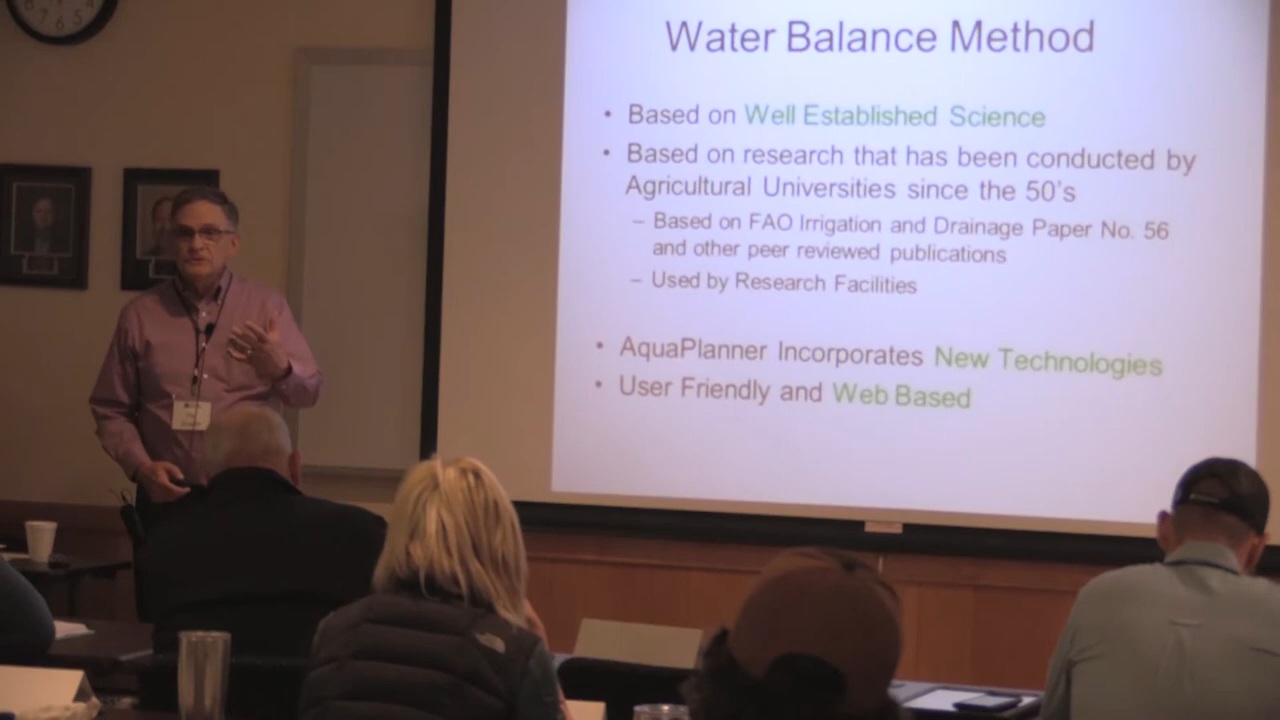 Water Balance Method
• Based on Well Established Science
• Based on research that has been conducted by
Agricultural Universities since the 50's
– Based on FAO Irrigation and Drainage Paper No. 56
and other peer reviewed publications
– Used by Research Facilities
• AquaPlanner Incorporates New Technologies
• User Friendly and Web Based